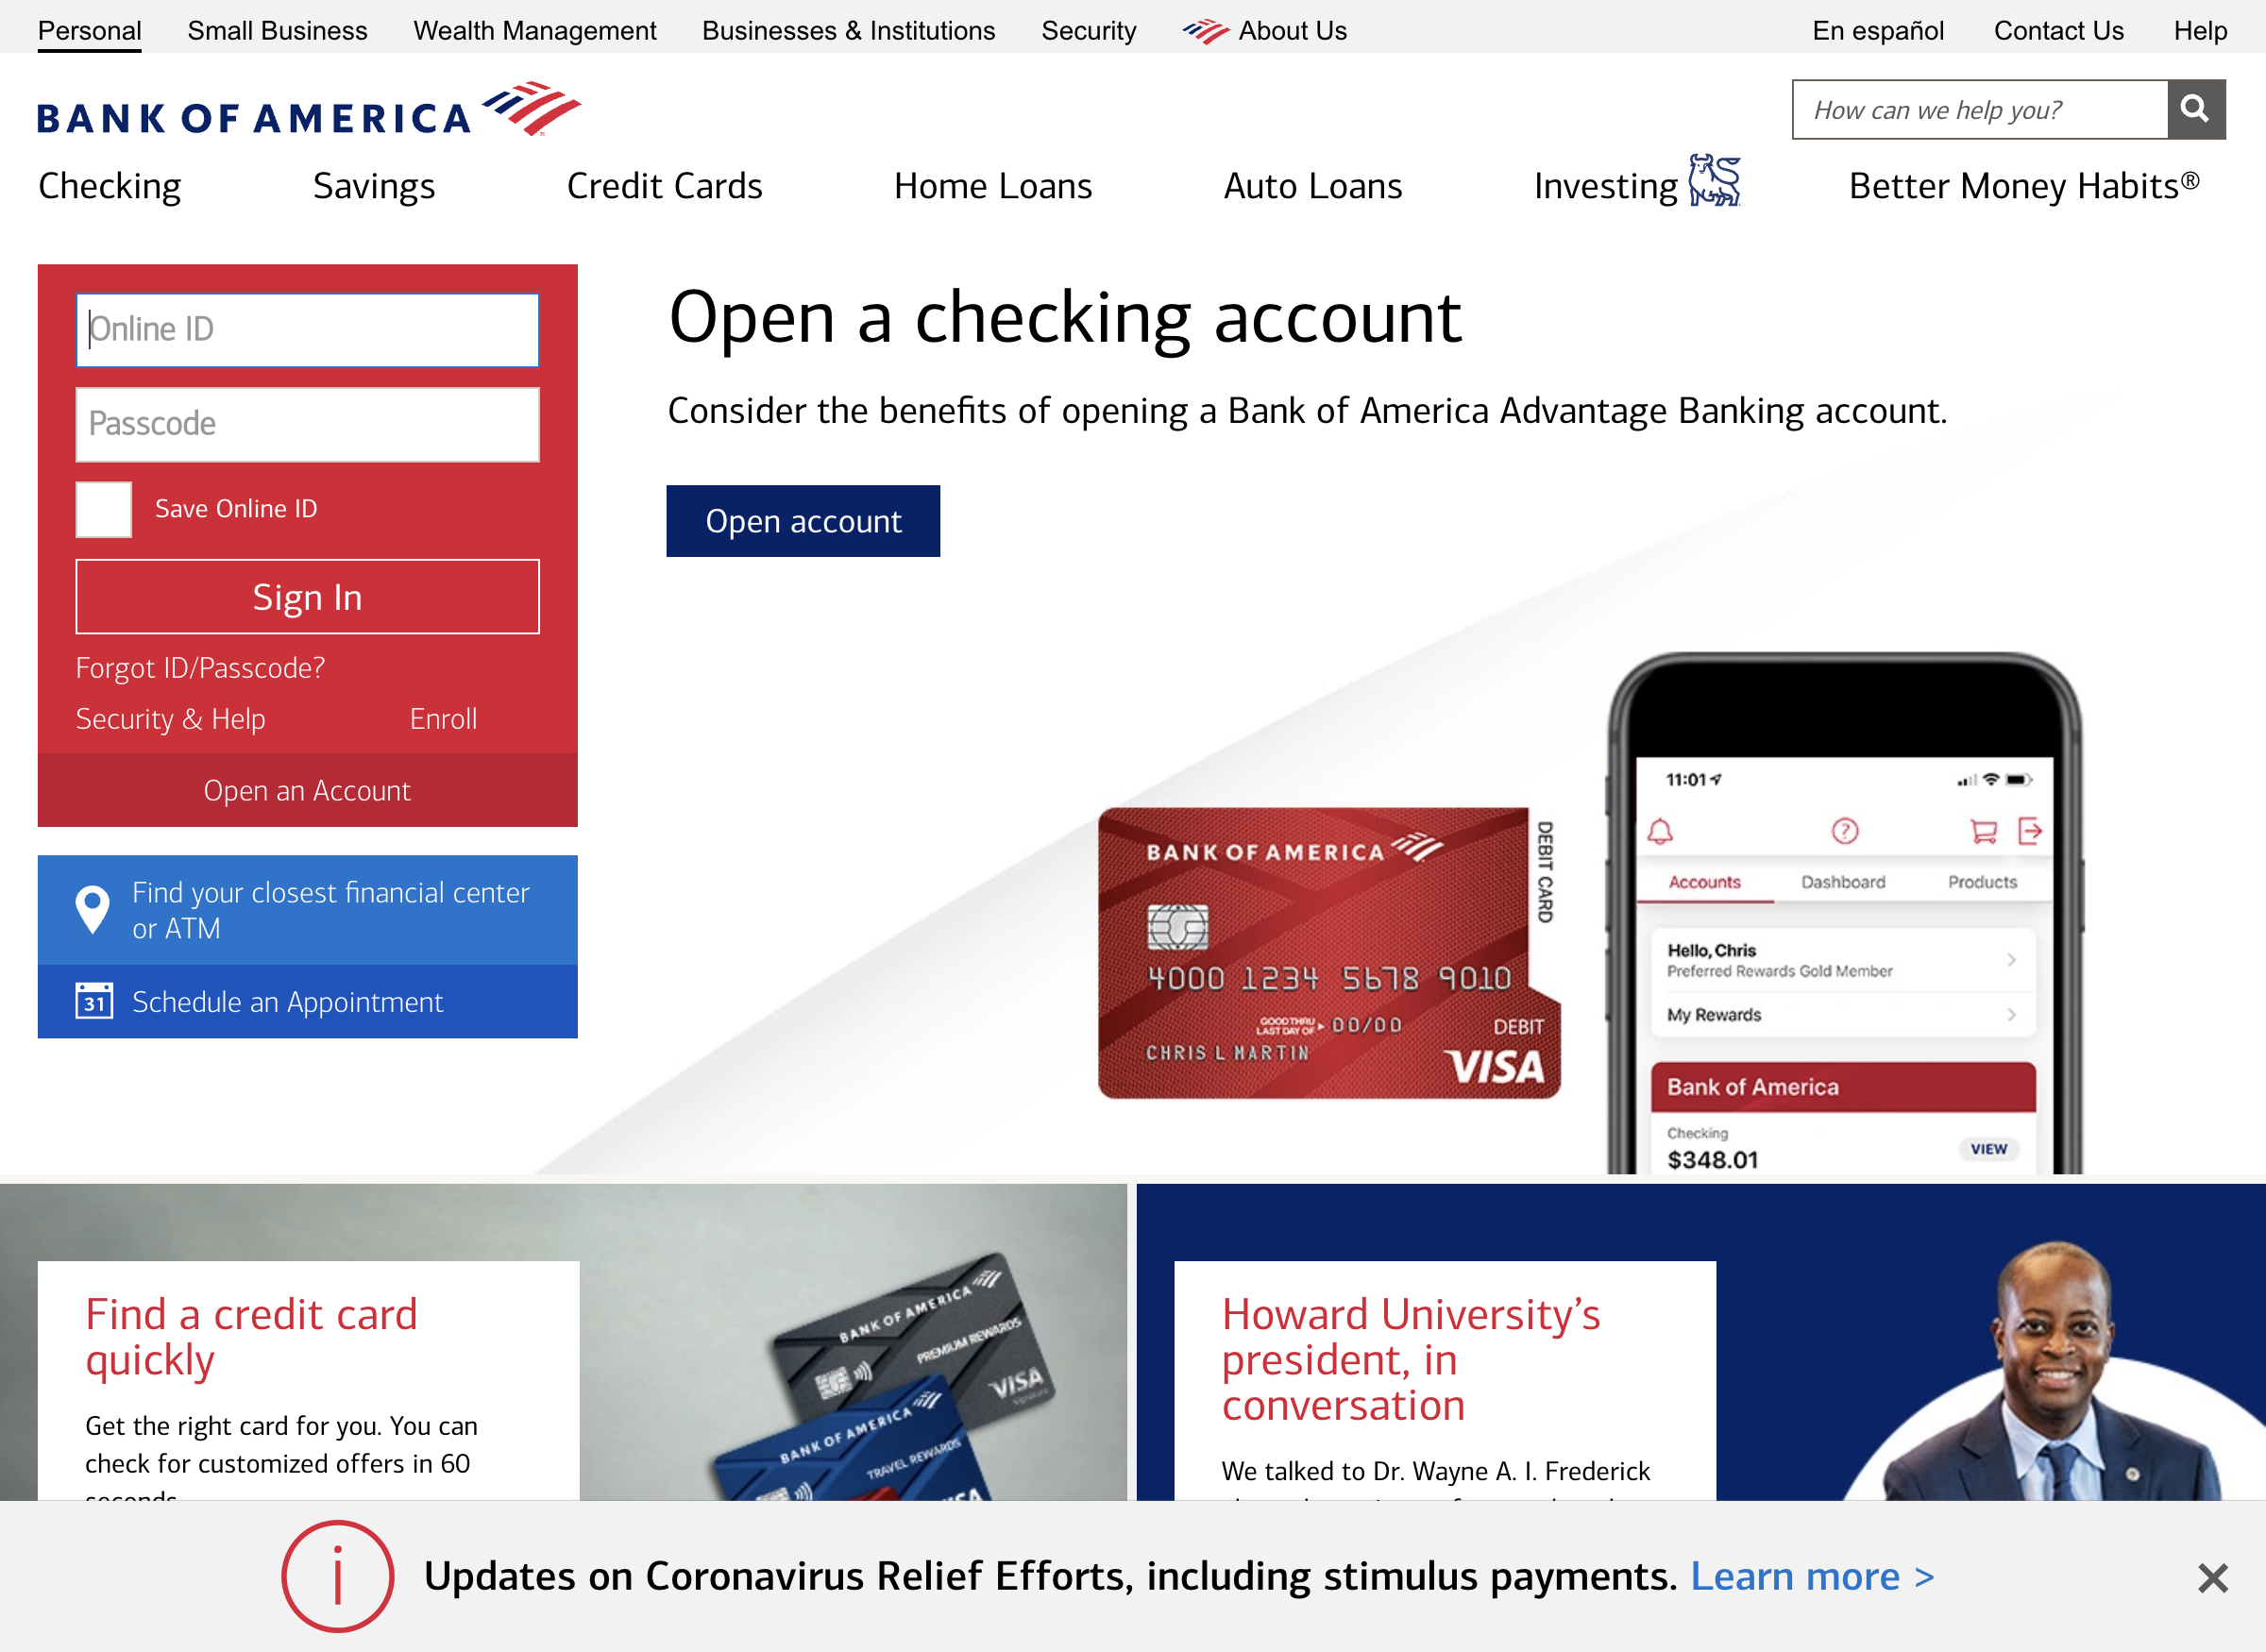 Personal
Small Business
Wealth Management
Businesses & Institutions
Security
About Us
En español
Contact Us
Help
BANK OF AMERICA
How can we help you?
Checking
Savings
Credit Cards
Home Loans
Auto Loans
Investing
Better Money Habits®
Online ID
Passcode
Save Online ID
Sign In
Forgot ID/Passcode?
Security & Help
Enroll
Open an Account
Find your closest financial center
or ATM
31
Schedule an Appointment
Open a checking account
Consider the benefits of opening a Bank of America Advantage Banking account.
Open account
BANK OF AMERICA
DEBIT CARD
4000 1234 5678 9010
GOOD THRU
LAST DAY OF
00/00
DEBIT
CHRIS L MARTIN
VISA
11:01
Accounts
Dashboard
Products
Hello, Chris
Preferred Rewards Gold Member
My Rewards
Bank of America
Checking
$348.01
VIEW
Find a credit card
quickly
Get the right card for you. You can
check for customized offers in 60
seconds
BANK OF AMERICA
PREMIUM REWARDS
VISA
BANK OF AMERICA
TRAVEL REWARDS
VISA
Howard University’s
president, in
conversation
We talked to Dr. Wayne A. I. Frederick
Updates on Coronavirus Relief Efforts, including stimulus payments. Learn more >